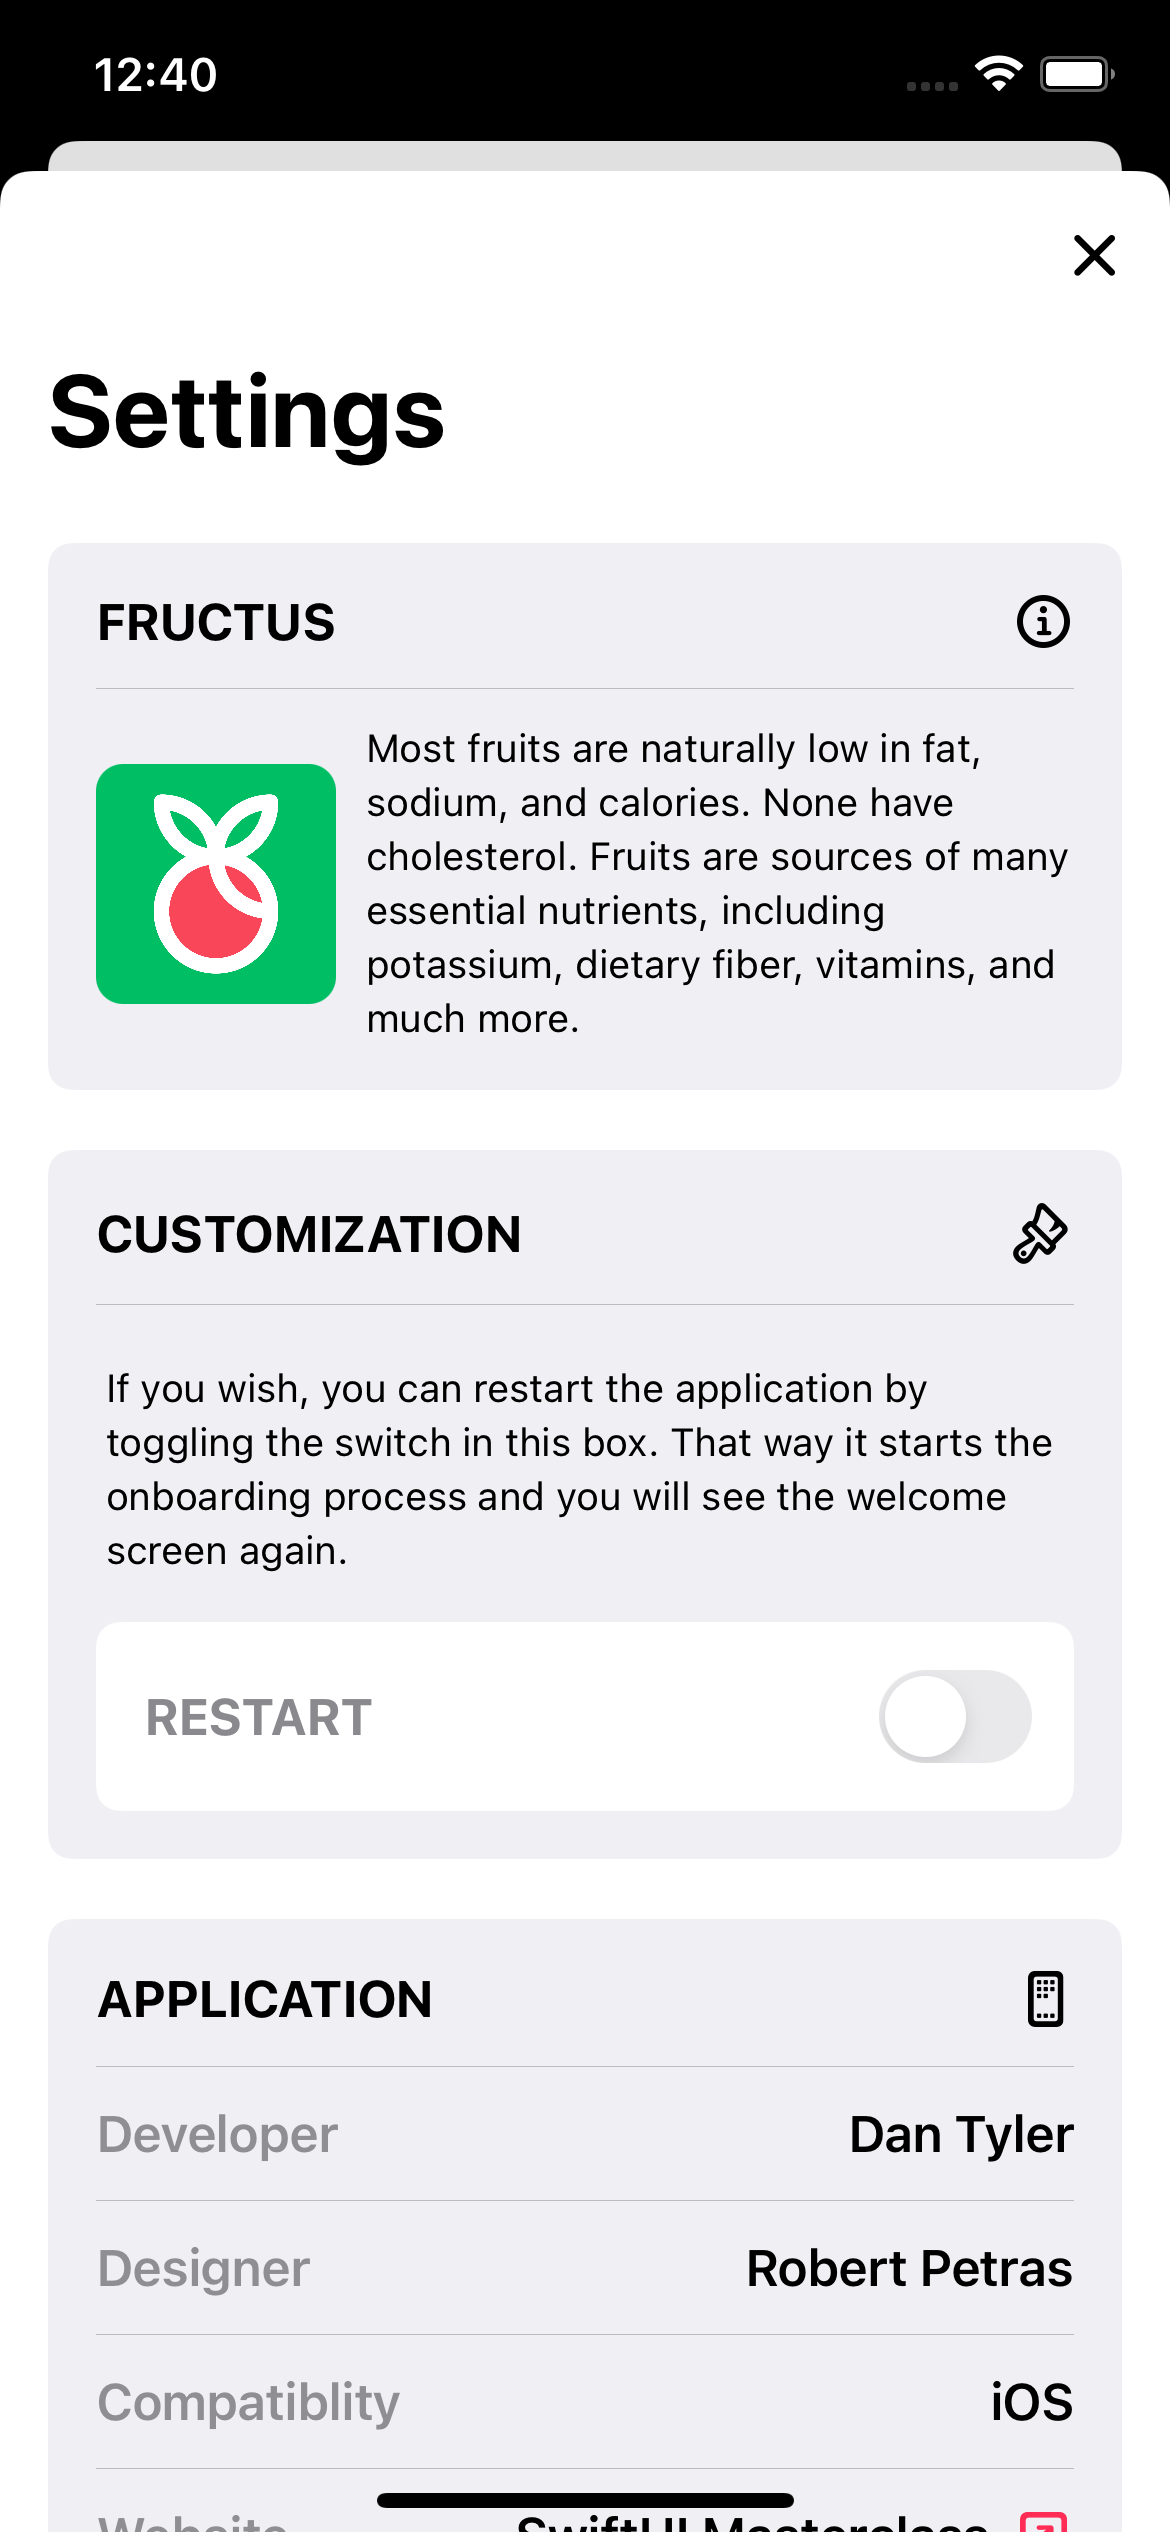 12:40
Settings
FRUCTUS
Most fruits are naturally low in fat,
sodium, and calories. None have
cholesterol. Fruits are sources of many
essential nutrients, including
potassium, dietary fiber, vitamins, and
much more.
CUSTOMIZATION
If you wish, you can restart the application by
toggling the switch in this box. That way it starts the
onboarding process and you will see the welcome
screen again.
RESTART
APPLICATION
Developer Dan Tyler
Designer Robert Petras
Compatiblity iOS
Website SwiftUI Masterclass